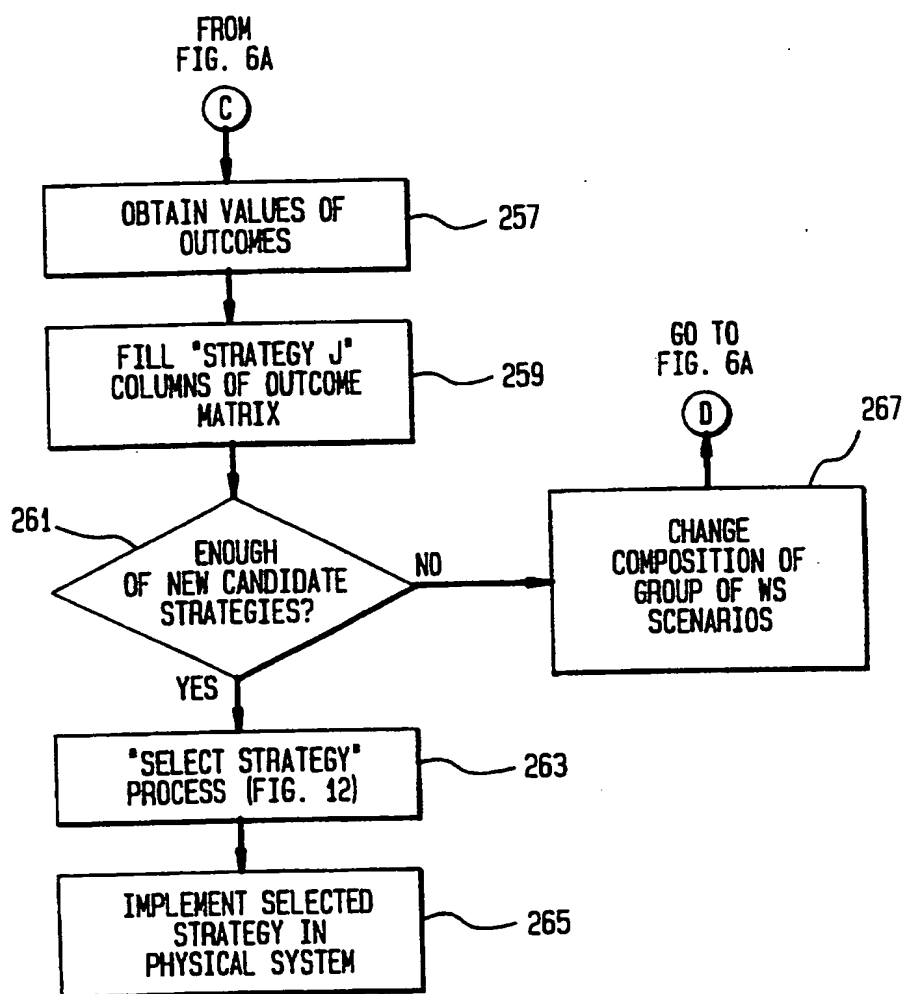 FROM
FIG. 6A
C
OBTAIN VALUES OF
OUTCOMES
257
FILL "STRATEGY J"
COLUMNS OF OUTCOME
MATRIX
259
GO TO
FIG. 6A
D
267
261
ENOUGH
OF NEW CANDIDATE
STRATEGIES?
NO
CHANGE
COMPOSITION OF
GROUP OF WS
SCENARIOS
YES
"SELECT STRATEGY"
PROCESS (FIG. 12)
263
IMPLEMENT SELECTED
STRATEGY IN
PHYSICAL SYSTEM
265